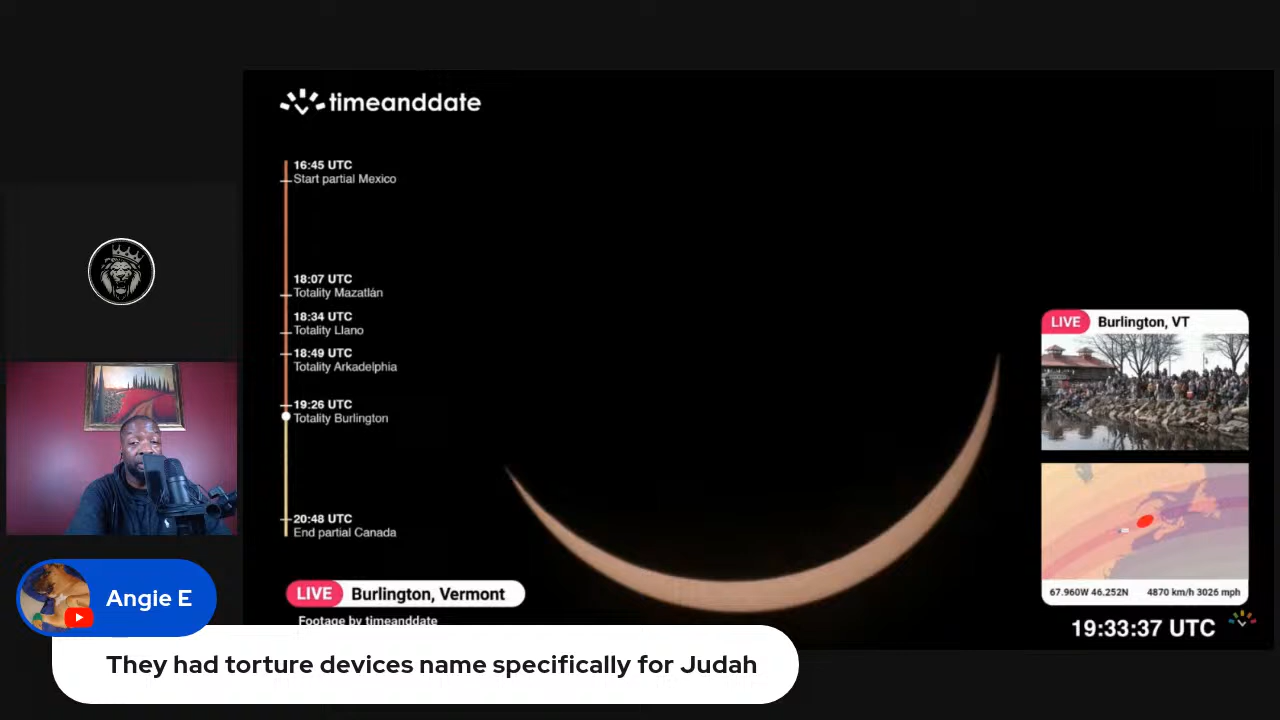 timeanddate
16:45 UTC
Start partial Mexico
18:07 UTC
Totality Mazatlán
18:34 UTC
Totality Llano
18:49 UTC
Totality Arkadelphia
19:26 UTC
Totality Burlington
20:48 UTC
End partial Canada
LIVE Burlington, Vermont
Footage by timeanddate
LIVE Burlington, VT
67.960W 46.252N 4870 km/h 3026 mph
19:33:37 UTC
Angie E
They had torture devices name specifically for Judah